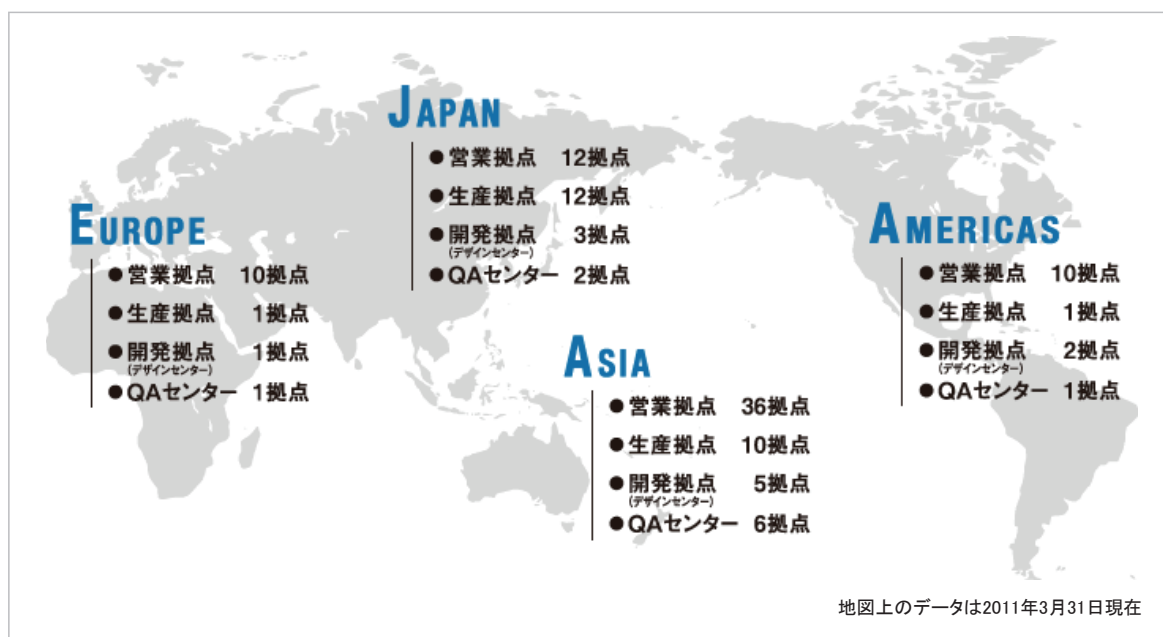 JAPAN
●営業拠点 12拠点
●生産拠点 12拠点
●開発拠点 3拠点
(デザインセンター)
●QAセンター 2拠点
EUROPE
●営業拠点 10拠点
●生産拠点 1拠点
●開発拠点 1拠点
(デザインセンター)
●QAセンター 1拠点
AMERICAS
●営業拠点 10拠点
●生産拠点 1拠点
●開発拠点 2拠点
(デザインセンター)
●QAセンター 1拠点
ASIA
●営業拠点 36拠点
●生産拠点 10拠点
●開発拠点 5拠点
(デザインセンター)
●QAセンター 6拠点
地図上のデータは2011年3月31日現在